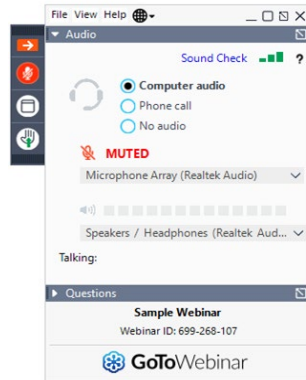 File View Help
Audio
Sound Check ?
Computer audio
Phone call
No audio
MUTED
Microphone Array (Realtek Audio)
Speakers / Headphones (Realtek Aud...
Talking:
Questions
Sample Webinar
Webinar ID: 699-268-107
GoToWebinar